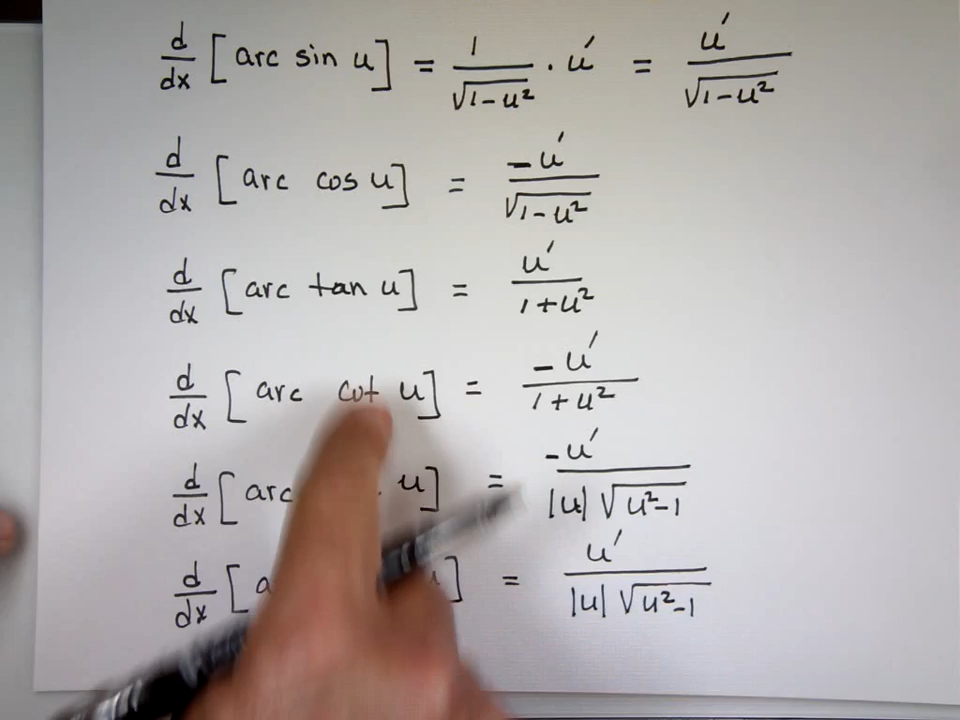 d/dx [arc sin u] = 1/√(1-u²) · u' = u'/√(1-u²)
d/dx [arc cos u] = -u'/√(1-u²)
d/dx [arc tan u] = u'/(1+u²)
d/dx [arc cot u] = -u'/(1+u²)
d/dx [arc u] = -u'/(|u| √(u²-1))
d/dx [a u] = u'/(|u| √(u²-1))